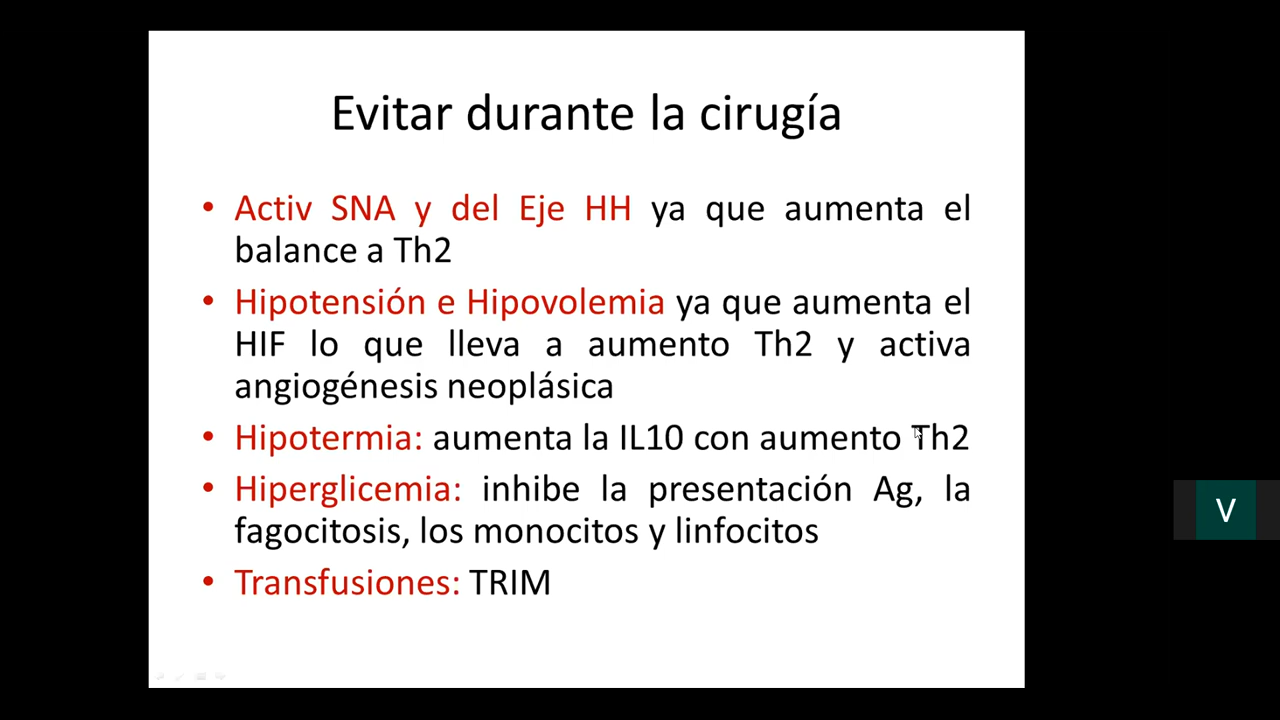 Evitar durante la cirugía
• Activ SNA y del Eje HH ya que aumenta el
balance a Th2
• Hipotensión e Hipovolemia ya que aumenta el
HIF lo que lleva a aumento Th2 y activa
angiogénesis neoplásica
• Hipotermia: aumenta la IL10 con aumento Th2
• Hiperglicemia: inhibe la presentación Ag, la
fagocitosis, los monocitos y linfocitos
• Transfusiones: TRIM
V